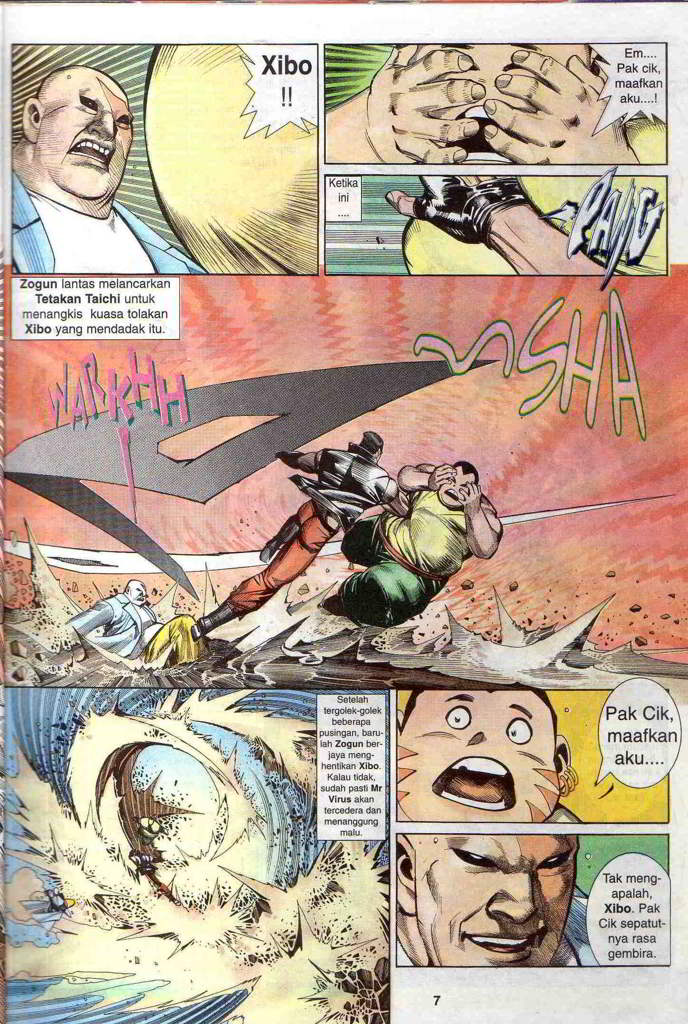 Xibo
!!
Em....
Pak cik,
maafkan
aku....!
Ketika
ini
....
PANG
Zogun lantas melancarkan
Tetakan Taichi untuk
menangkis kuasa tolakan
Xibo yang mendadak itu.
WARKHH
SHA
Setelah
tergolek-golek
beberapa
pusingan, baru-
lah Zogun ber-
jaya meng-
hentikan Xibo.
Kalau tidak,
sudah pasti Mr
Virus akan
tercedera dan
menanggung
malu.
Pak Cik,
maafkan
aku....
Tak meng-
apalah,
Xibo. Pak
Cik sepatut-
nya rasa
gembira.
7